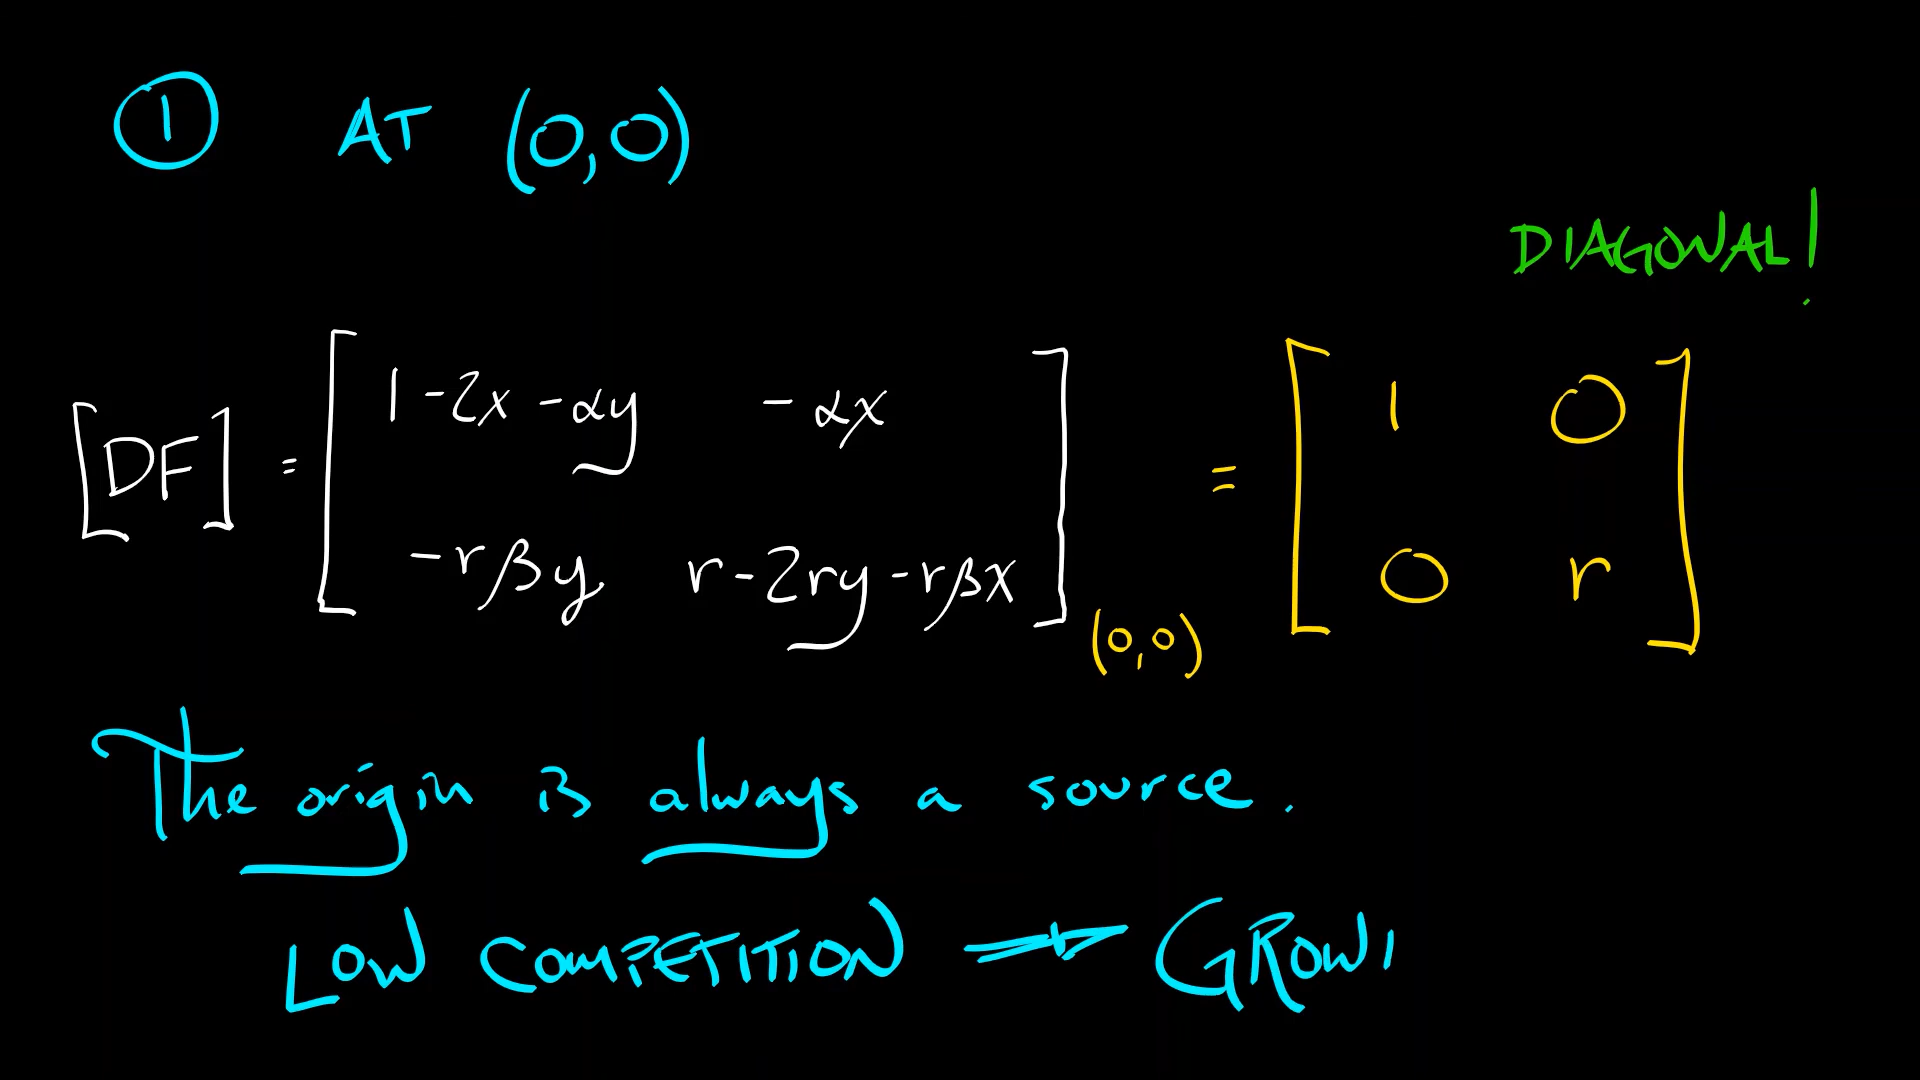 ① AT (0,0)
DIAGONAL!
[DF] = [ 1 - 2x - αy   - αx ] = [ 1 0 ]
[ - rβy   r - 2ry - rβx ](0,0) [ 0 r ]
The origin is always a source.
LOW COMPETITION → GROWI